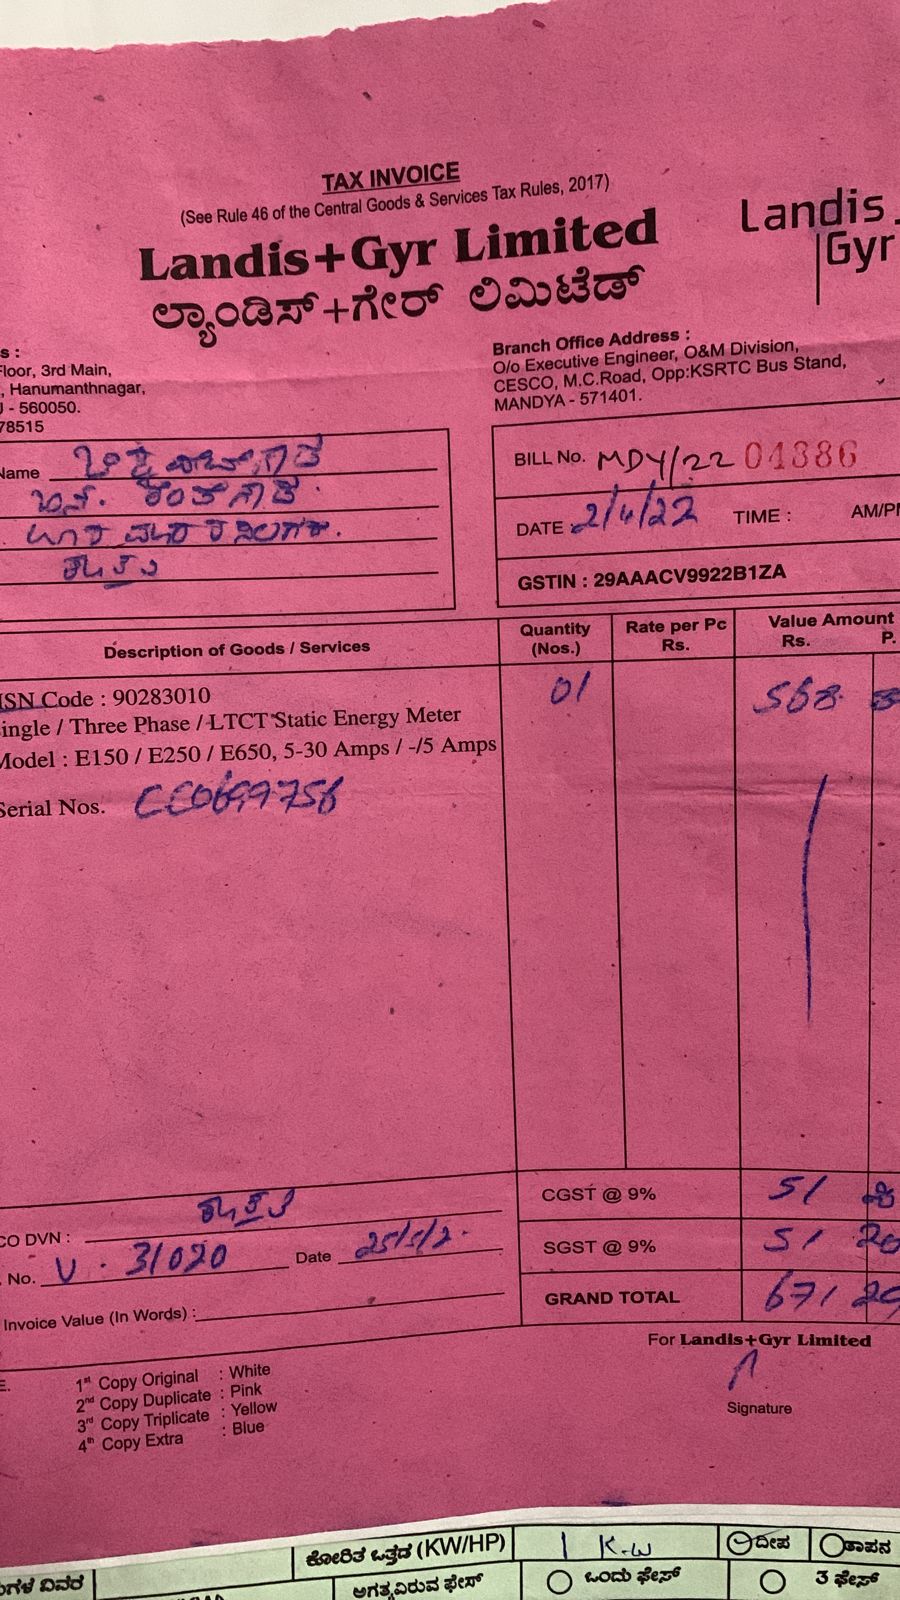 TAX INVOICE
(See Rule 46 of the Central Goods & Services Tax Rules, 2017)
Landis+Gyr Limited
Landis
Gyr
ಲ್ಯಾಂಡಿಸ್+ಗೇರ್ ಲಿಮಿಟೆಡ್
s :
Floor, 3rd Main,
, Hanumanthnagar,
- 560050.
78515
Branch Office Address :
O/o Executive Engineer, O&M Division,
CESCO, M.C.Road, Opp:KSRTC Bus Stand,
MANDYA - 571401.
Name
BILL No. MDY/22 04386
DATE 2/4/22 TIME : AM/PM
GSTIN : 29AAACV9922B1ZA
Description of Goods / Services
Quantity (Nos.)
Rate per Pc Rs.
Value Amount Rs. P.
HSN Code : 90283010
Single / Three Phase / LTCT Static Energy Meter
Model : E150 / E250 / E650, 5-30 Amps / -/5 Amps
Serial Nos.
01
568
CGST @ 9% 51
SGST @ 9% 51 20
GRAND TOTAL 671 20
CO DVN :
No. V. 31020 Date
Invoice Value (In Words) :
For Landis+Gyr Limited
Signature
1st Copy Original : White
2nd Copy Duplicate : Pink
3rd Copy Triplicate : Yellow
4th Copy Extra : Blue
ಕೋರಿತ ಒತ್ತಡ (KW/HP) 1 K.W ದೀಪ ತಾಪನ
ವಿವರ ಅಗತ್ಯವಿರುವ ಫೇಸ್ ಒಂದು ಫೇಸ್ 3 ಫೇಸ್